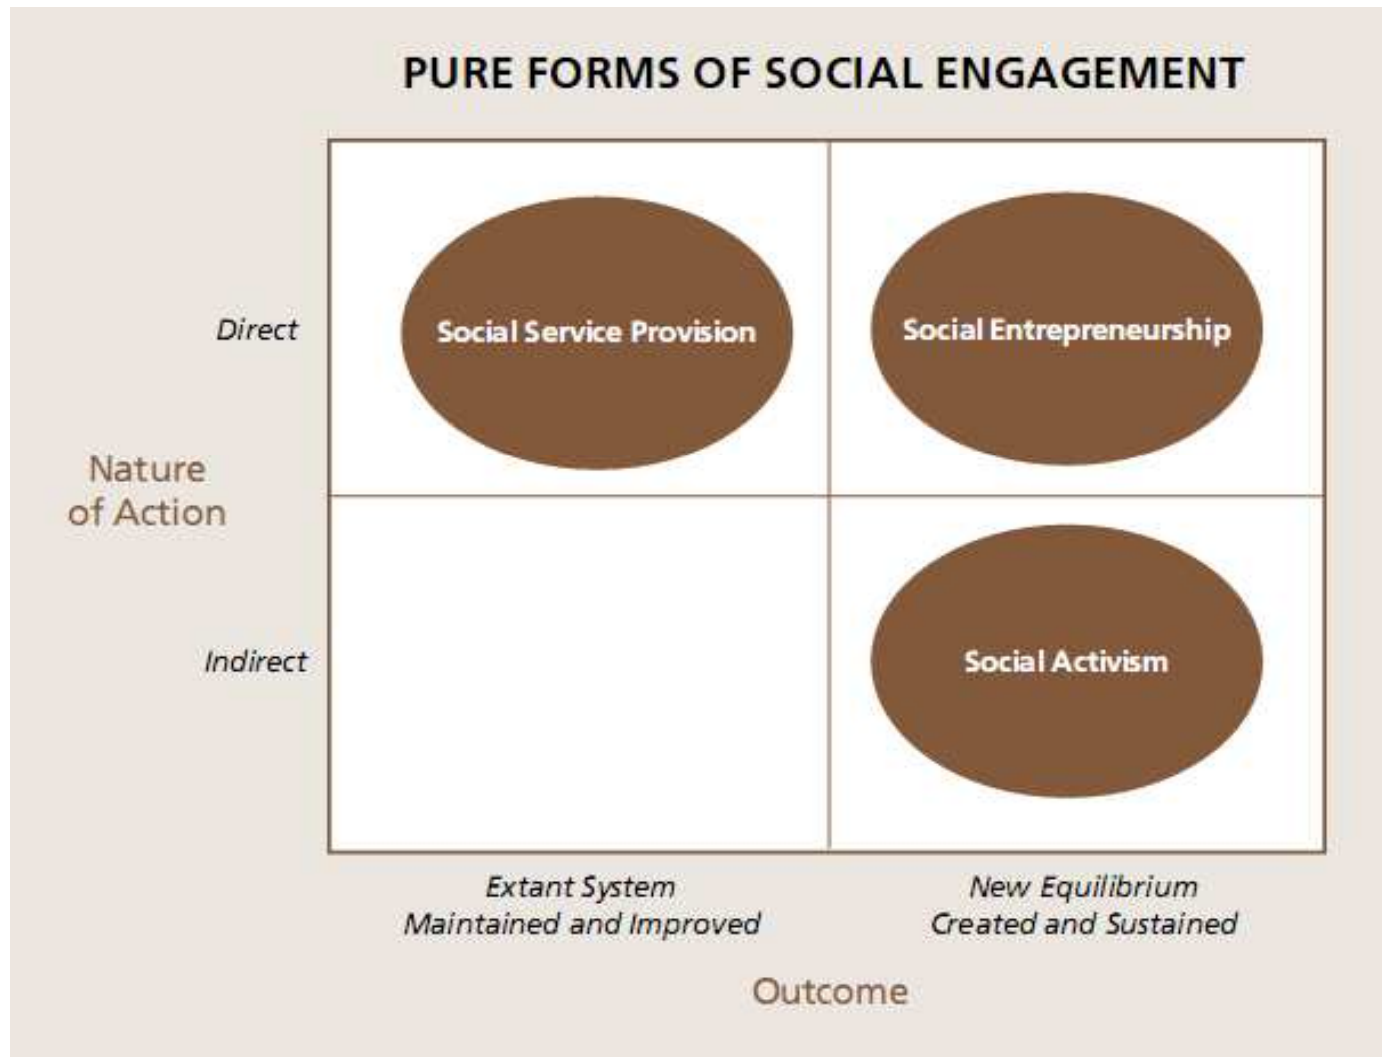 PURE FORMS OF SOCIAL ENGAGEMENT
Direct
Social Service Provision
Social Entrepreneurship
Nature
of Action
Indirect
Social Activism
Extant System
Maintained and Improved
New Equilibrium
Created and Sustained
Outcome